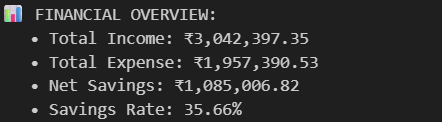 📊 FINANCIAL OVERVIEW:
• Total Income: ₹3,042,397.35
• Total Expense: ₹1,957,390.53
• Net Savings: ₹1,085,006.82
• Savings Rate: 35.66%